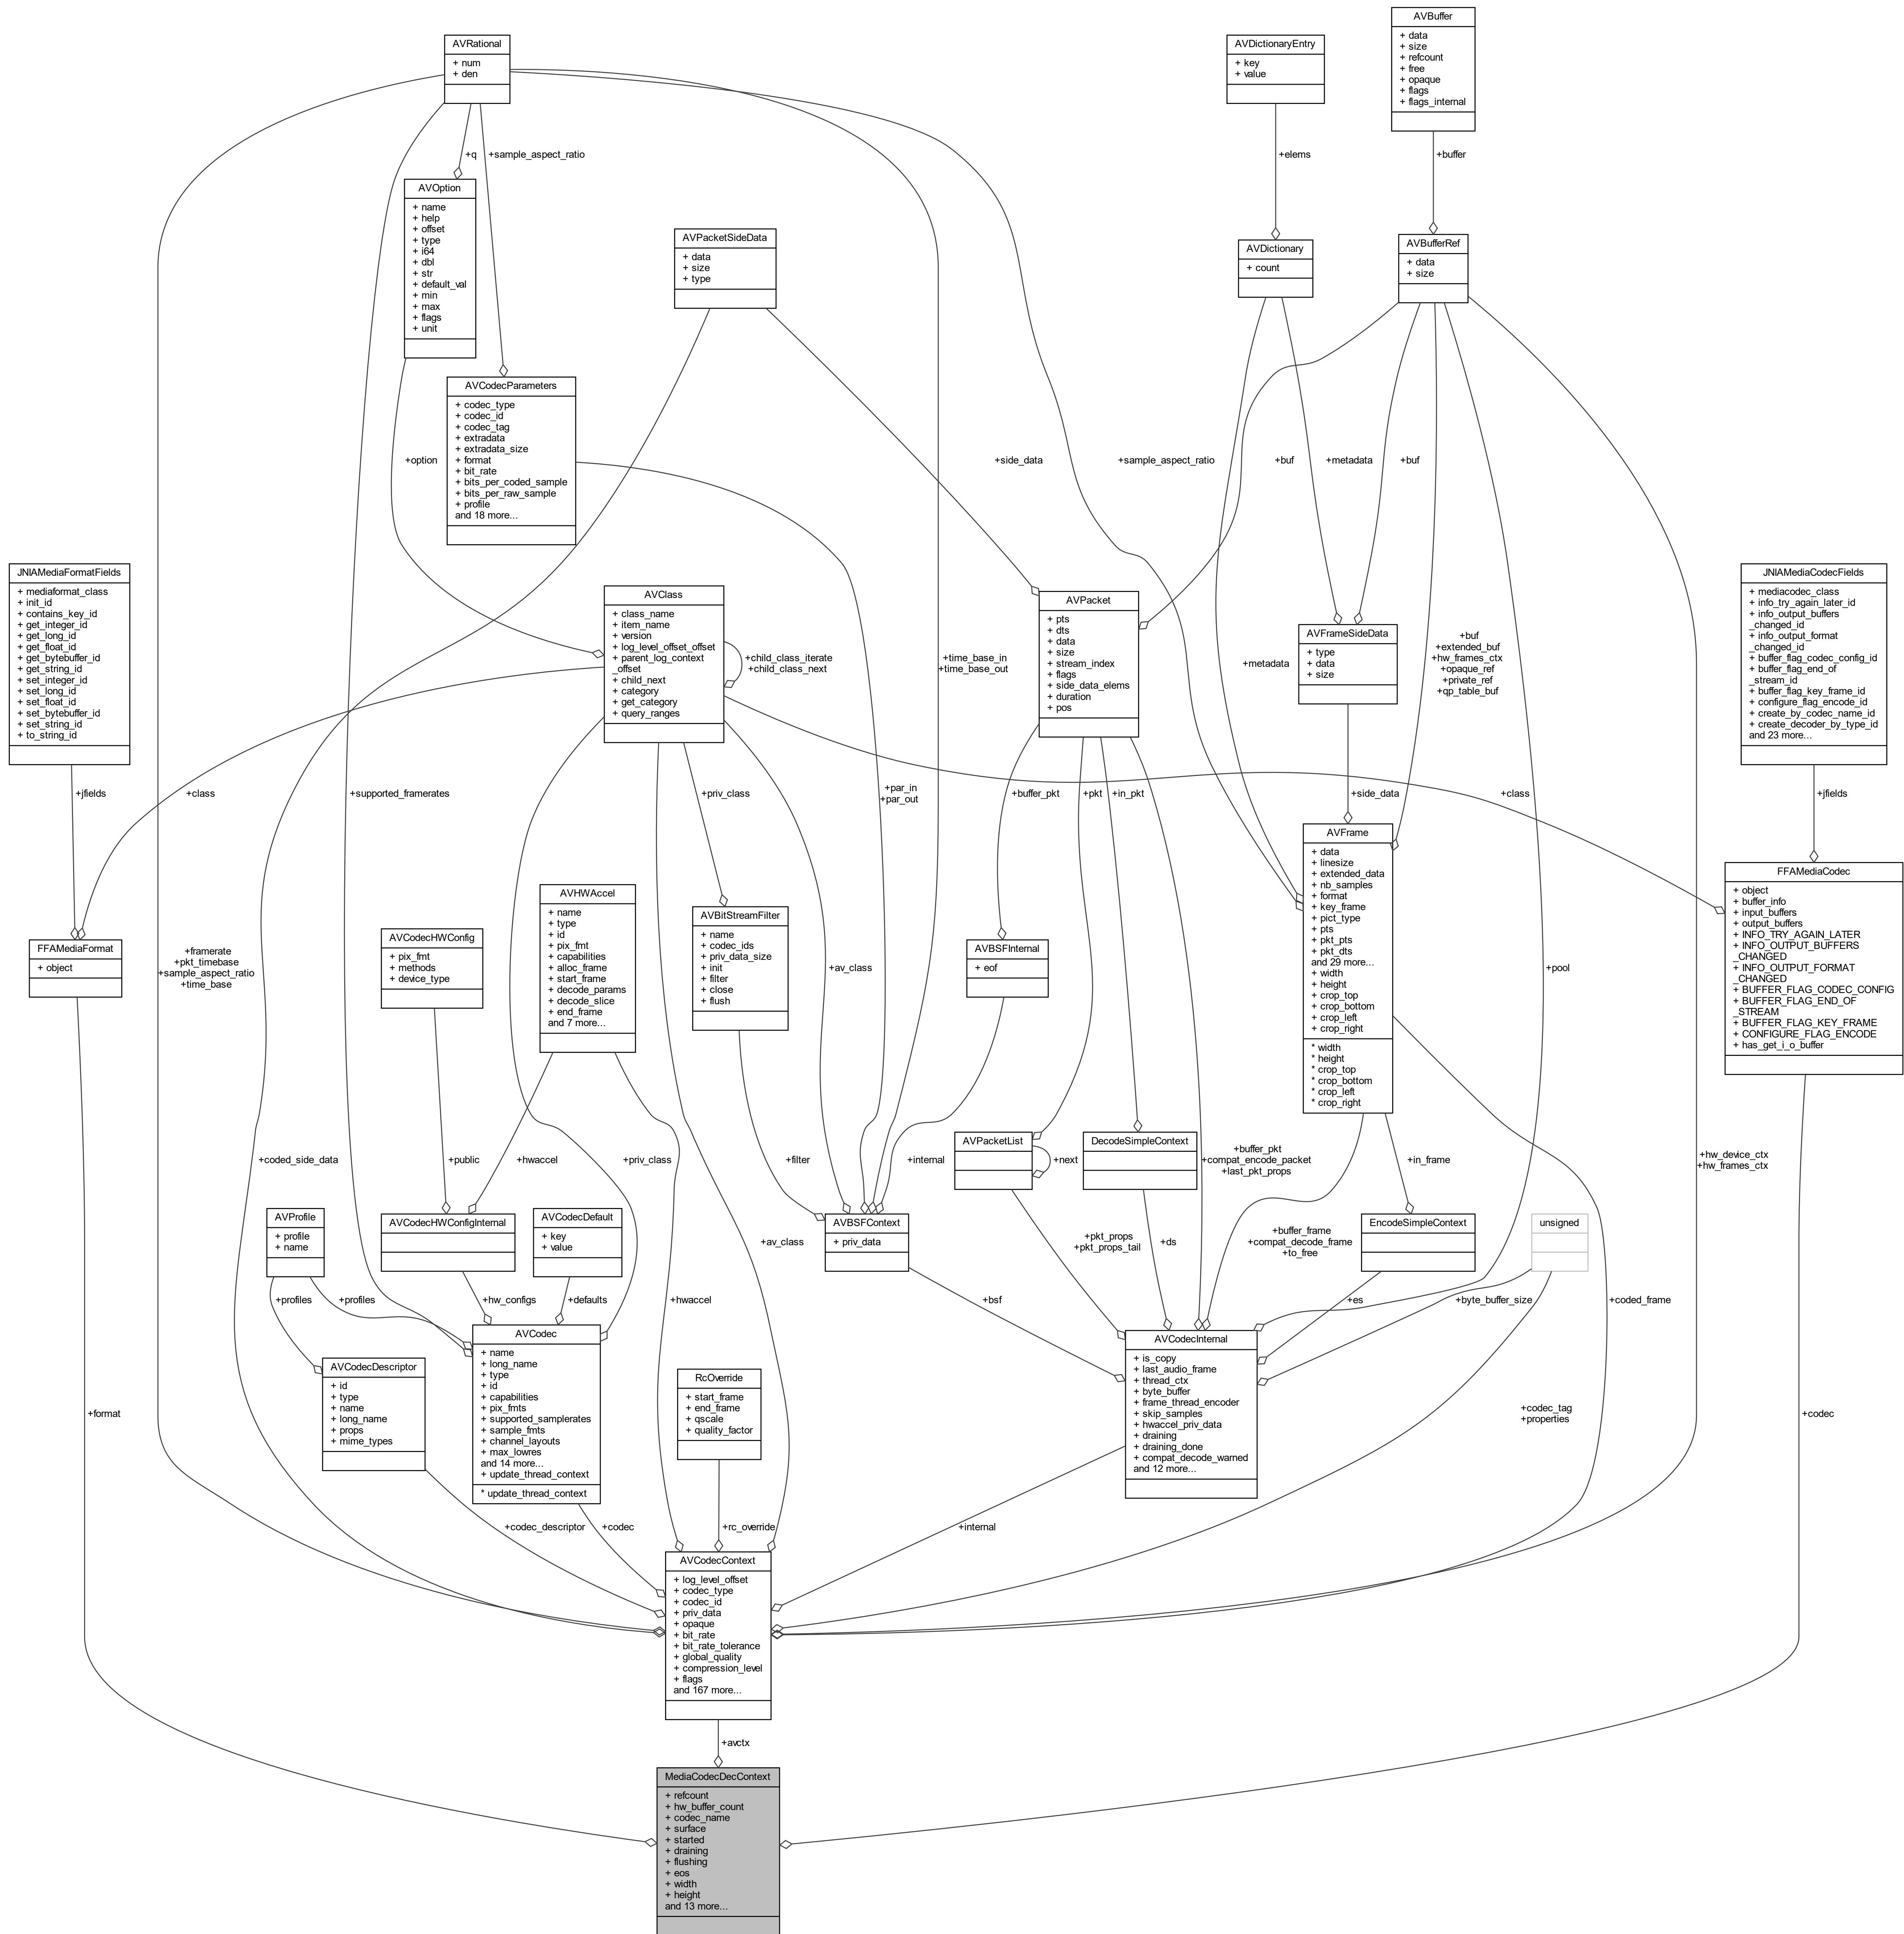 AVBuffer
+ data
+ size
+ refcount
+ free
+ opaque
+ flags
+ flags_internal
AVRational
+ num
+ den
AVDictionaryEntry
+ key
+ value
+q
+sample_aspect_ratio
+elems
+buffer
AVOption
+ name
+ help
+ offset
+ type
+ i64
+ dbl
+ str
+ default_val
+ min
+ max
+ flags
+ unit
AVPacketSideData
+ data
+ size
+ type
AVDictionary
+ count
AVBufferRef
+ data
+ size
AVCodecParameters
+ codec_type
+ codec_id
+ codec_tag
+ extradata
+ extradata_size
+ format
+ bit_rate
+ bits_per_coded_sample
+ bits_per_raw_sample
+ profile
and 18 more...
+option
+side_data
+sample_aspect_ratio
+buf
+metadata
+buf
JNIAMediaFormatFields
+ mediaformat_class
+ init_id
+ contains_key_id
+ get_integer_id
+ get_long_id
+ get_float_id
+ get_bytebuffer_id
+ get_string_id
+ set_integer_id
+ set_long_id
+ set_float_id
+ set_bytebuffer_id
+ set_string_id
+ to_string_id
AVClass
+ class_name
+ item_name
+ version
+ log_level_offset_offset
+ parent_log_context
_offset
+ child_next
+ category
+ get_category
+ query_ranges
+child_class_iterate
+child_class_next
+time_base_in
+time_base_out
AVPacket
+ pts
+ dts
+ data
+ size
+ stream_index
+ flags
+ side_data_elems
+ duration
+ pos
+metadata
AVFrameSideData
+ type
+ data
+ size
+buf
+extended_buf
+hw_frames_ctx
+opaque_ref
+private_ref
+qp_table_buf
JNIAMediaCodecFields
+ mediacodec_class
+ info_try_again_later_id
+ info_output_buffers
_changed_id
+ info_output_format
_changed_id
+ buffer_flag_codec_config_id
+ buffer_flag_end_of
_stream_id
+ buffer_flag_key_frame_id
+ configure_flag_encode_id
+ create_by_codec_name_id
+ create_decoder_by_type_id
and 23 more...
+jfields
+class
+supported_framerates
+priv_class
+par_in
+par_out
+buffer_pkt
+pkt
+in_pkt
+side_data
+class
+jfields
FFAMediaFormat
+ object
+framerate
+pkt_timebase
+sample_aspect_ratio
+time_base
AVCodecHWConfig
+ pix_fmt
+ methods
+ device_type
AVHWAccel
+ name
+ type
+ id
+ pix_fmt
+ capabilities
+ alloc_frame
+ start_frame
+ decode_params
+ decode_slice
+ end_frame
and 7 more...
AVBitStreamFilter
+ name
+ codec_ids
+ priv_data_size
+ init
+ filter
+ close
+ flush
+av_class
AVBSFInternal
+ eof
AVFrame
+ data
+ linesize
+ extended_data
+ nb_samples
+ format
+ key_frame
+ pict_type
+ pts
+ pkt_pts
+ pkt_dts
and 29 more...
+ width
+ height
+ crop_top
+ crop_bottom
+ crop_left
+ crop_right
* width
* height
* crop_top
* crop_bottom
* crop_left
* crop_right
+pool
FFAMediaCodec
+ object
+ buffer_info
+ input_buffers
+ output_buffers
+ INFO_TRY_AGAIN_LATER
+ INFO_OUTPUT_BUFFERS
_CHANGED
+ INFO_OUTPUT_FORMAT
_CHANGED
+ BUFFER_FLAG_CODEC_CONFIG
+ BUFFER_FLAG_END_OF
_STREAM
+ BUFFER_FLAG_KEY_FRAME
+ CONFIGURE_FLAG_ENCODE
+ has_get_i_o_buffer
+coded_side_data
+public
+hwaccel
+priv_class
+filter
+internal
AVPacketList
+next
DecodeSimpleContext
+buffer_pkt
+compat_encode_packet
+last_pkt_props
+in_frame
+hw_device_ctx
+hw_frames_ctx
AVProfile
+ profile
+ name
AVCodecHWConfigInternal
AVCodecDefault
+ key
+ value
+av_class
AVBSFContext
+ priv_data
+pkt_props
+pkt_props_tail
+ds
+buffer_frame
+compat_decode_frame
+to_free
EncodeSimpleContext
unsigned
+profiles
+profiles
+hw_configs
+defaults
+hwaccel
+bsf
+es
+byte_buffer_size
+coded_frame
AVCodecDescriptor
+ id
+ type
+ name
+ long_name
+ props
+ mime_types
AVCodec
+ name
+ long_name
+ type
+ id
+ capabilities
+ pix_fmts
+ supported_samplerates
+ sample_fmts
+ channel_layouts
+ max_lowres
and 14 more...
+ update_thread_context
* update_thread_context
RcOverride
+ start_frame
+ end_frame
+ qscale
+ quality_factor
AVCodecInternal
+ is_copy
+ last_audio_frame
+ thread_ctx
+ byte_buffer
+ frame_thread_encoder
+ skip_samples
+ hwaccel_priv_data
+ draining
+ draining_done
+ compat_decode_warned
and 12 more...
+format
+codec_tag
+properties
+codec
+codec_descriptor
+codec
+rc_override
+internal
AVCodecContext
+ log_level_offset
+ codec_type
+ codec_id
+ priv_data
+ opaque
+ bit_rate
+ bit_rate_tolerance
+ global_quality
+ compression_level
+ flags
and 167 more...
+avctx
MediaCodecDecContext
+ refcount
+ hw_buffer_count
+ codec_name
+ surface
+ started
+ draining
+ flushing
+ eos
+ width
+ height
and 13 more...